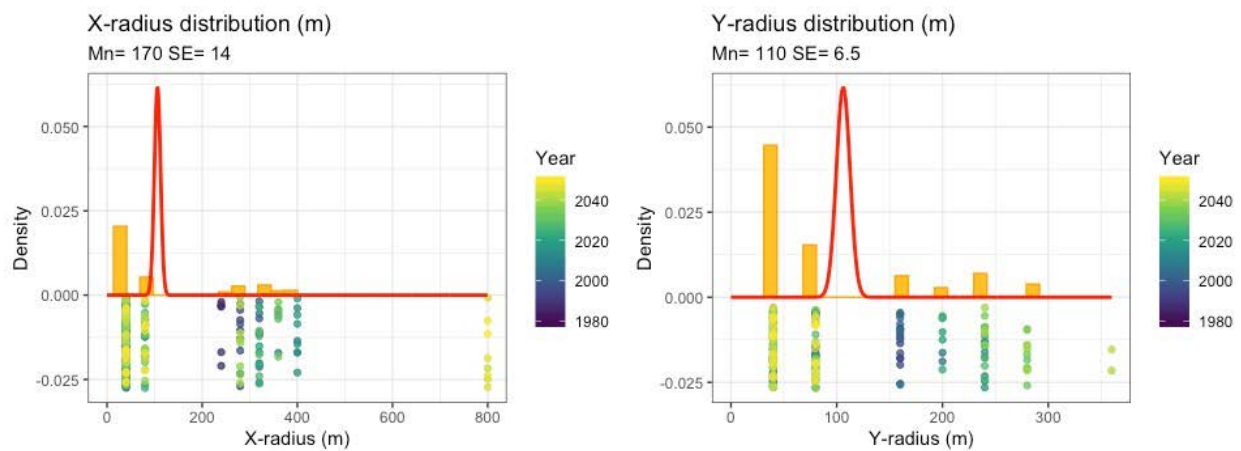 X-radius distribution (m)
Mn= 170 SE= 14
0.050
0.025
0.000
-0.025
Density
0 200 400 600 800
X-radius (m)
Year
2040
2020
2000
1980
Y-radius distribution (m)
Mn= 110 SE= 6.5
0.050
0.025
0.000
-0.025
Density
0 100 200 300
Y-radius (m)
Year
2040
2020
2000
1980